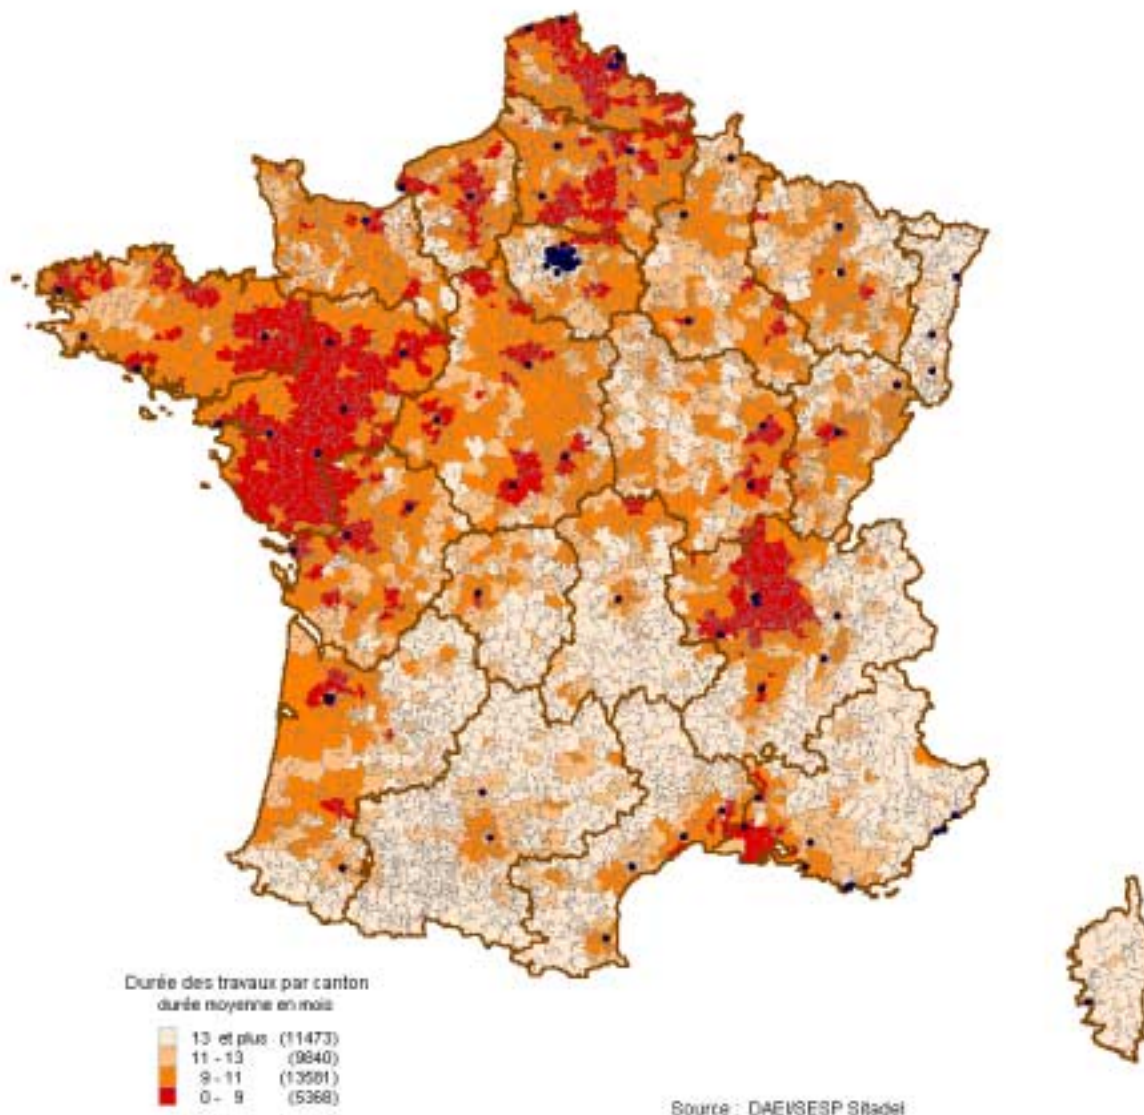 Durée des travaux par canton
durée moyenne en mois
13 et plus (11473)
11 - 13 (9840)
9 - 11 (13581)
0 - 9 (5368)
Source : DAEI/SESP Sitadel